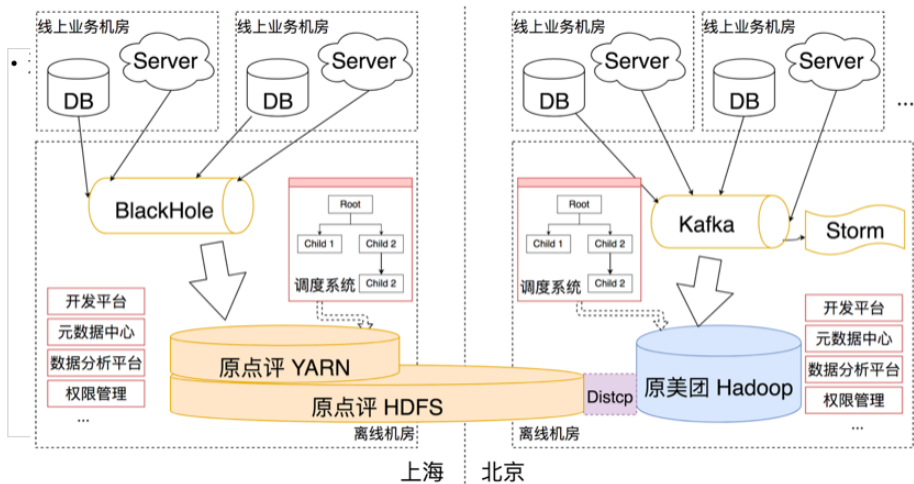 线上业务机房
线上业务机房
线上业务机房
线上业务机房
DB
Server
DB
Server
DB
Server
DB
Server
...
BlackHole
Root
Child 1
Child 2
Child 2
调度系统
Root
Child 1
Child 2
Child 2
调度系统
Kafka
Storm
开发平台
元数据中心
数据分析平台
权限管理
...
原点评 YARN
原点评 HDFS
离线机房
Distcp
原美团 Hadoop
开发平台
元数据中心
数据分析平台
权限管理
...
离线机房
上海
北京